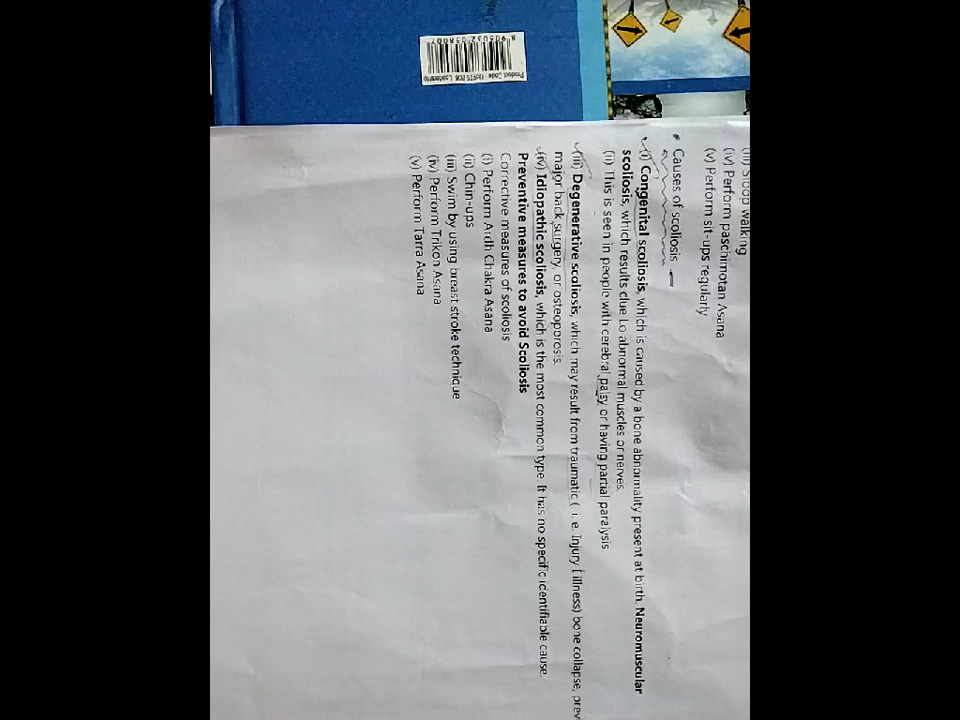 (iii) Stoop walking
(iv) Perform paschimotan Asana
(v) Perform sit-ups regularly
Causes of scoliosis
(i) Congenital scoliosis, which is caused by a bone abnormality present at birth. Neuromuscular
scoliosis, which results due to abnormal muscles or nerves.
(ii) This is seen in people with cerebral palsy or having partial paralysis
(iii) Degenerative scoliosis, which may result from traumatic ( i. e. Injury [ illness) bone collapse, prev
major back surgery, or osteoporosis.
(iv) Idiopathic scoliosis, which is the most common type. It has no specific identifiable cause.
Preventive measures to avoid Scoliosis
Corrective measures of scoliosis
(i) Perform Ardh Chakra Asana
(ii) Chin-ups
(iii) Swim by using breast stroke technique
(iv) Perform Trikon Asana
(v) Perform Tarra Asana